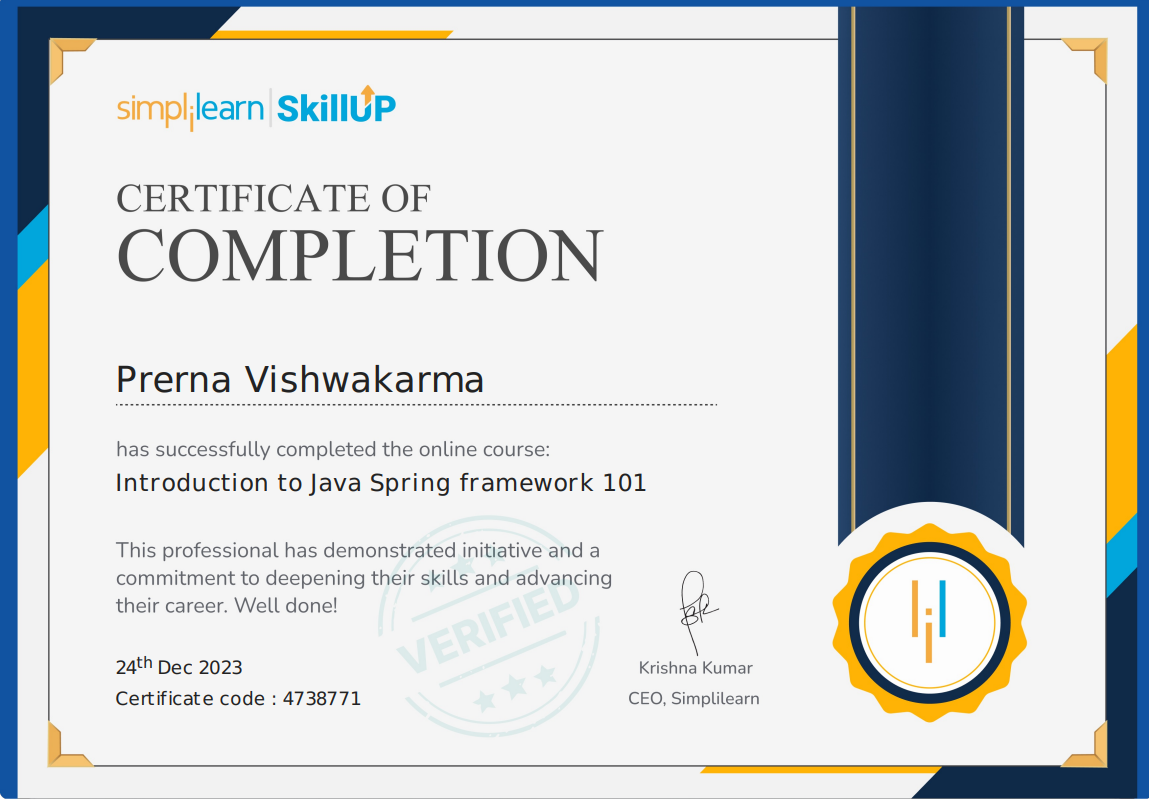 simplilearn | SkillUP
CERTIFICATE OF
COMPLETION
Prerna Vishwakarma
has successfully completed the online course:
Introduction to Java Spring framework 101
This professional has demonstrated initiative and a
commitment to deepening their skills and advancing
their career. Well done!
VERIFIED
24th Dec 2023
Certificate code : 4738771
Krishna Kumar
CEO, Simplilearn